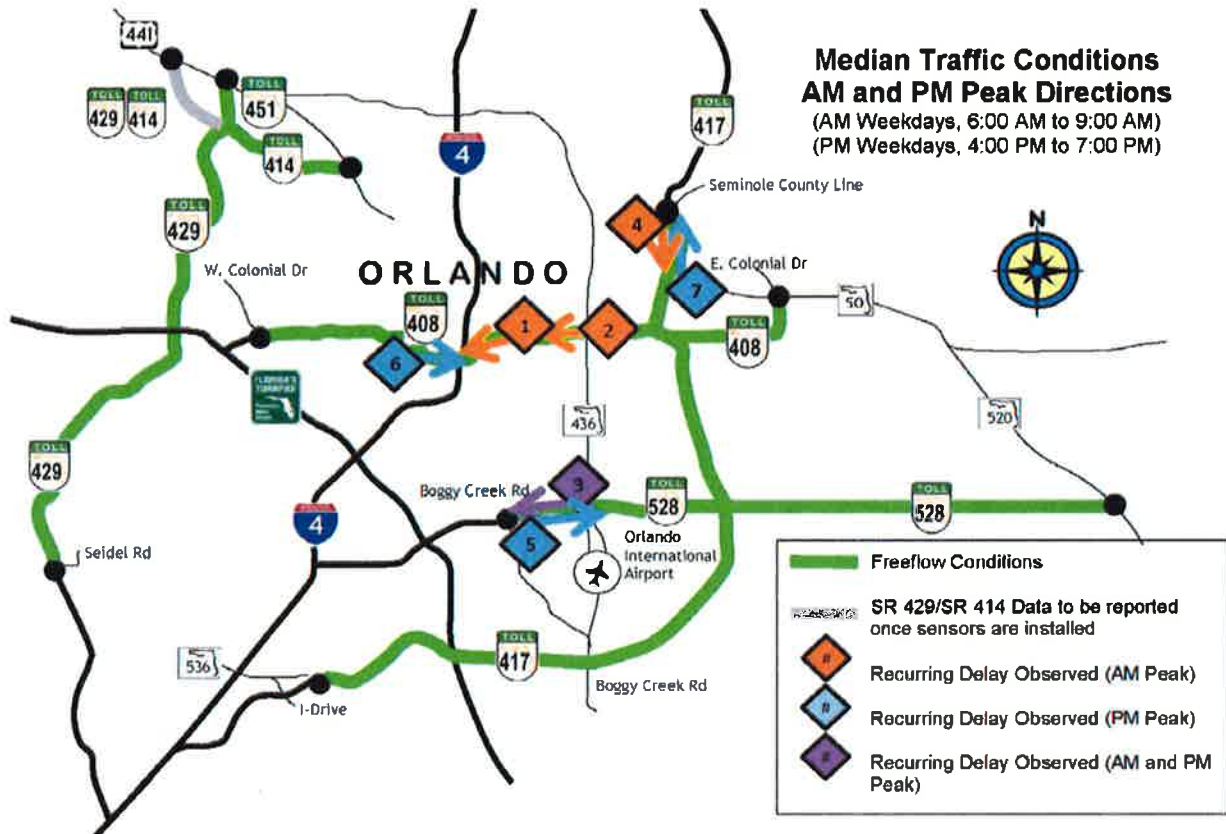 Median Traffic Conditions
AM and PM Peak Directions
(AM Weekdays, 6:00 AM to 9:00 AM)
(PM Weekdays, 4:00 PM to 7:00 PM)
441
TOLL
429
TOLL
414
TOLL
451
TOLL
414
4
TOLL
417
Seminole County Line
4
TOLL
429
W. Colonial Dr
ORLANDO
E. Colonial Dr
7
50
N
TOLL
408
1
2
TOLL
408
6
FLORIDA'S
TURNPIKE
436
520
TOLL
429
Boggy Creek Rd
3
TOLL
528
TOLL
528
4
5
Orlando
International
Airport
Seidel Rd
536
I-Drive
TOLL
417
Boggy Creek Rd
Freeflow Conditions
SR 429/SR 414 Data to be reported
once sensors are installed
# Recurring Delay Observed (AM Peak)
# Recurring Delay Observed (PM Peak)
# Recurring Delay Observed (AM and PM
Peak)